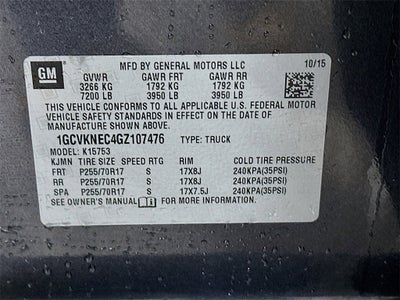 GM
MFD BY GENERAL MOTORS LLC 10/15
GVWR GAWR FRT GAWR RR
3266 KG 1792 KG 1792 KG
7200 LB 3950 LB 3950 LB
THIS VEHICLE CONFORMS TO ALL APPLICABLE U.S. FEDERAL MOTOR
VEHICLE SAFETY STANDARDS IN EFFECT ON THE DATE OF
MANUFACTURE SHOWN ABOVE.
1GCVKNEC4GZ107476 TYPE: TRUCK
MODEL: K15753
KJMN TIRE SIZE SPEED RTG RIM COLD TIRE PRESSURE
FRT P255/70R17 S 17X8J 240KPA(35PSI)
RR P255/70R17 S 17X8J 240KPA(35PSI)
SPA P255/70R17 S 17X7.5J 240KPA(35PSI)
SEE OWNER'S MANUAL FOR MORE INFORMATION.